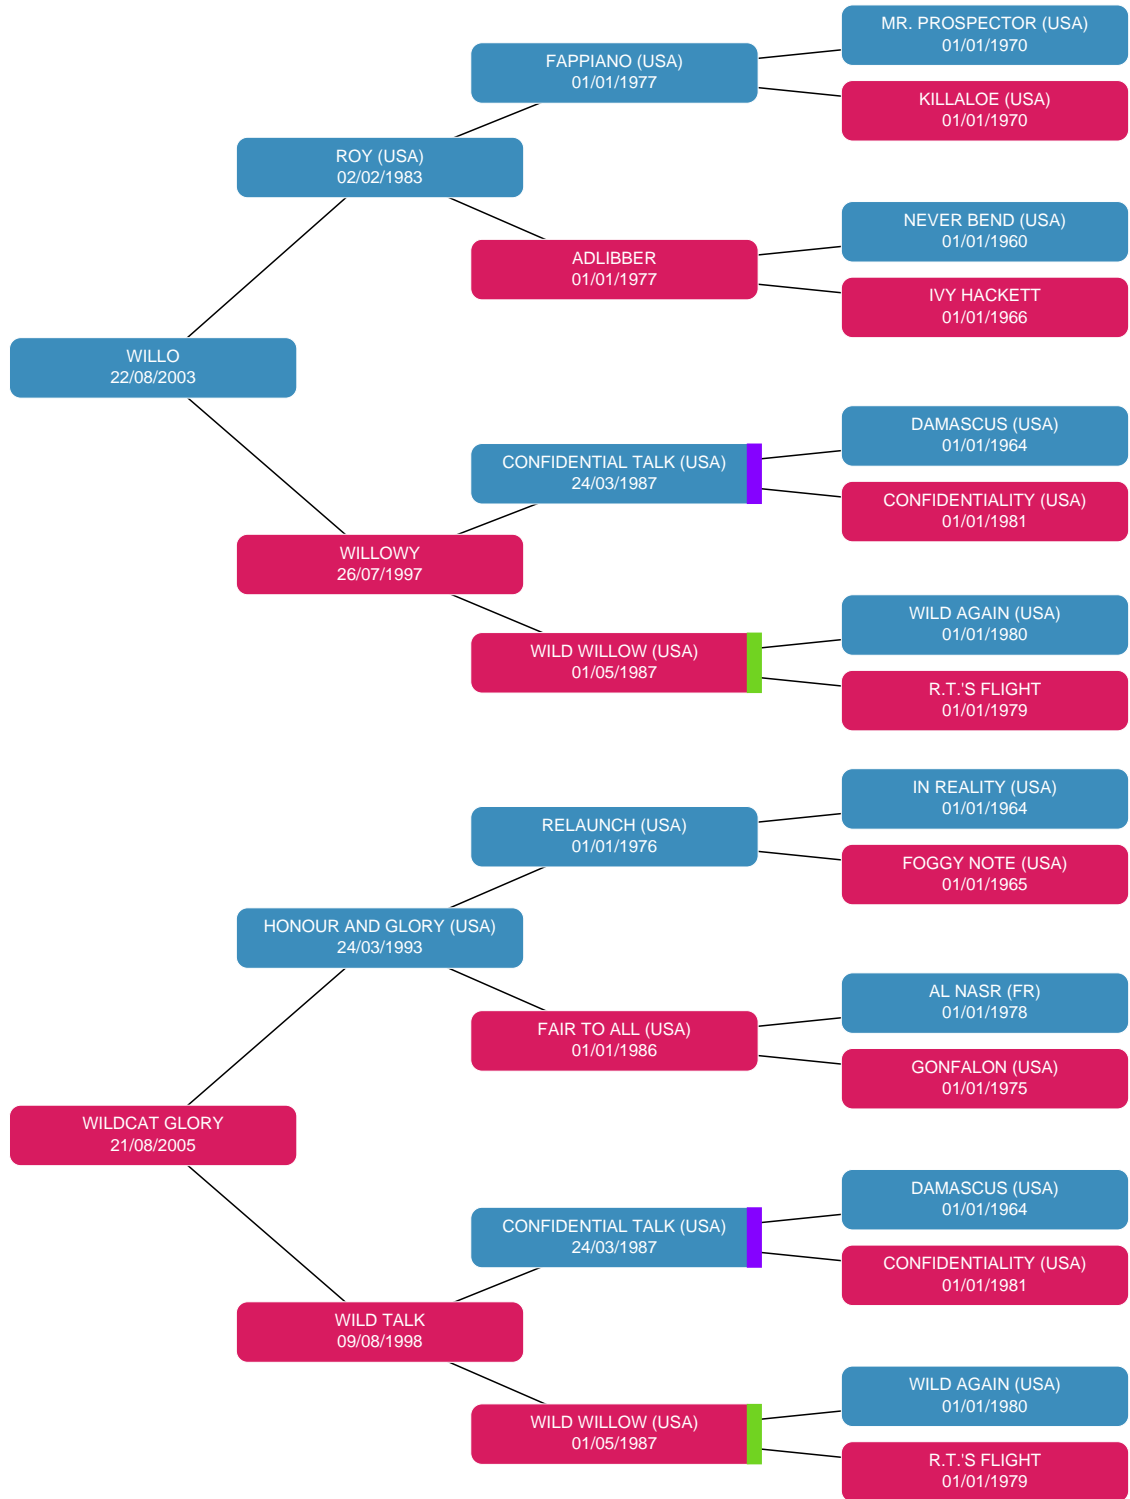 MR. PROSPECTOR (USA)
01/01/1970
FAPPIANO (USA)
01/01/1977
KILLALOE (USA)
01/01/1970
ROY (USA)
02/02/1983
NEVER BEND (USA)
01/01/1960
ADLIBBER
01/01/1977
IVY HACKETT
01/01/1966
WILLO
22/08/2003
DAMASCUS (USA)
01/01/1964
CONFIDENTIAL TALK (USA)
24/03/1987
CONFIDENTIALITY (USA)
01/01/1981
WILLOWY
26/07/1997
WILD AGAIN (USA)
01/01/1980
WILD WILLOW (USA)
01/05/1987
R.T.'S FLIGHT
01/01/1979
IN REALITY (USA)
01/01/1964
RELAUNCH (USA)
01/01/1976
FOGGY NOTE (USA)
01/01/1965
HONOUR AND GLORY (USA)
24/03/1993
AL NASR (FR)
01/01/1978
FAIR TO ALL (USA)
01/01/1986
GONFALON (USA)
01/01/1975
WILDCAT GLORY
21/08/2005
DAMASCUS (USA)
01/01/1964
CONFIDENTIAL TALK (USA)
24/03/1987
CONFIDENTIALITY (USA)
01/01/1981
WILD TALK
09/08/1998
WILD AGAIN (USA)
01/01/1980
WILD WILLOW (USA)
01/05/1987
R.T.'S FLIGHT
01/01/1979